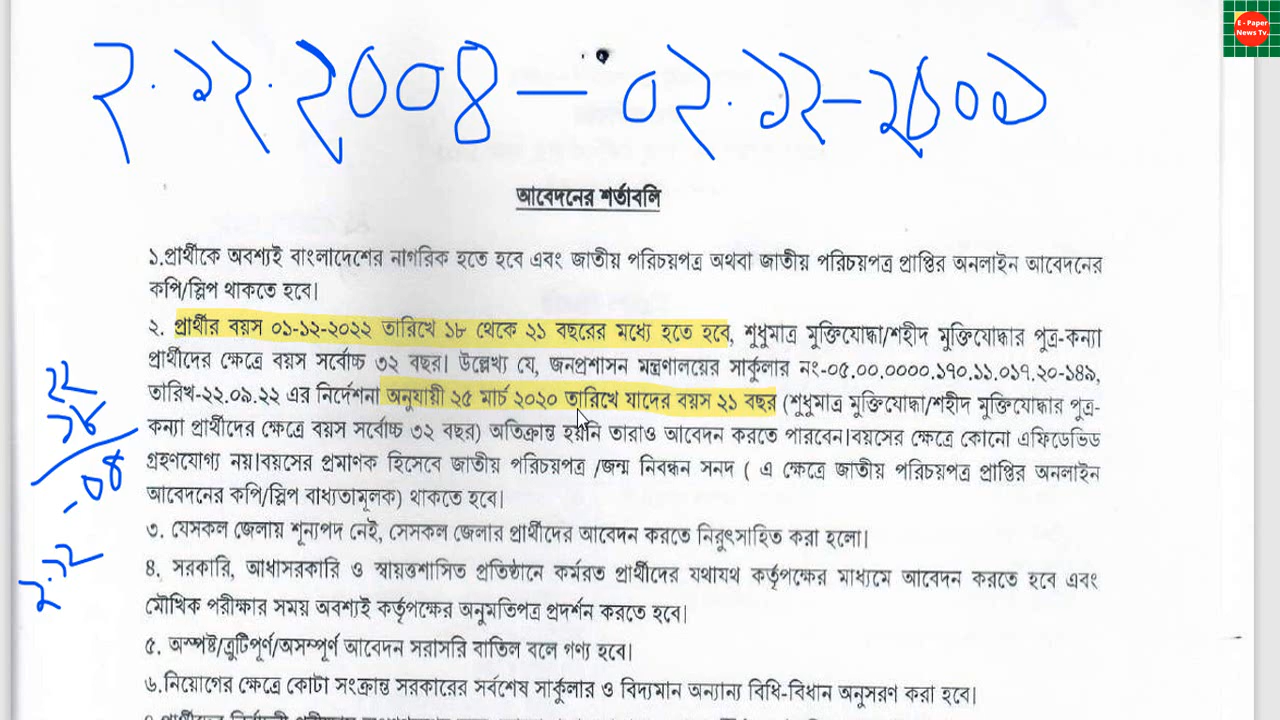 E - Paper
News Tv.
২.১২.২০০৪ — ০২.১২-২০০১
আবেদনের শর্তাবলি
১.প্রার্থীকে অবশ্যই বাংলাদেশের নাগরিক হতে হবে এবং জাতীয় পরিচয়পত্র অথবা জাতীয় পরিচয়পত্র প্রাপ্তির অনলাইন আবেদনের
কপি/স্লিপ থাকতে হবে।
২. প্রার্থীর বয়স ০১-১২-২০২২ তারিখে ১৮ থেকে ২১ বছরের মধ্যে হতে হবে, শুধুমাত্র মুক্তিযোদ্ধা/শহীদ মুক্তিযোদ্ধার পুত্র-কন্যা
প্রার্থীদের ক্ষেত্রে বয়স সর্বোচ্চ ৩২ বছর। উল্লেখ্য যে, জনপ্রশাসন মন্ত্রণালয়ের সার্কুলার নং-০৫.০০.০০০০.১৭০.১১.০১৭.২০-১৪৯,
তারিখ-২২.০৯.২২ এর নির্দেশনা অনুযায়ী ২৫ মার্চ ২০২০ তারিখে যাদের বয়স ২১ বছর (শুধুমাত্র মুক্তিযোদ্ধা/শহীদ মুক্তিযোদ্ধার পুত্র-
কন্যা প্রার্থীদের ক্ষেত্রে বয়স সর্বোচ্চ ৩২ বছর) অতিক্রান্ত হয়নি তারাও আবেদন করতে পারবেন।বয়সের ক্ষেত্রে কোনো এফিডেভিড
গ্রহণযোগ্য নয়।বয়সের প্রমাণক হিসেবে জাতীয় পরিচয়পত্র /জন্ম নিবন্ধন সনদ ( এ ক্ষেত্রে জাতীয় পরিচয়পত্র প্রাপ্তির অনলাইন
আবেদনের কপি/স্লিপ বাধ্যতামূলক) থাকতে হবে।
৩. যেসকল জেলায় শূন্যপদ নেই, সেসকল জেলার প্রার্থীদের আবেদন করতে নিরুৎসাহিত করা হলো।
৪. সরকারি, আধাসরকারি ও স্বায়ত্তশাসিত প্রতিষ্ঠানে কর্মরত প্রার্থীদের যথাযথ কর্তৃপক্ষের মাধ্যমে আবেদন করতে হবে এবং
মৌখিক পরীক্ষার সময় অবশ্যই কর্তৃপক্ষের অনুমতিপত্র প্রদর্শন করতে হবে।
৫. অস্পষ্ট/ত্রুটিপূর্ণ/অসম্পূর্ণ আবেদন সরাসরি বাতিল বলে গণ্য হবে।
৬.নিয়োগের ক্ষেত্রে কোটা সংক্রান্ত সরকারের সর্বশেষ সার্কুলার ও বিদ্যমান অন্যান্য বিধি-বিধান অনুসরণ করা হবে।
২২
১৮
-০৪
২.১২